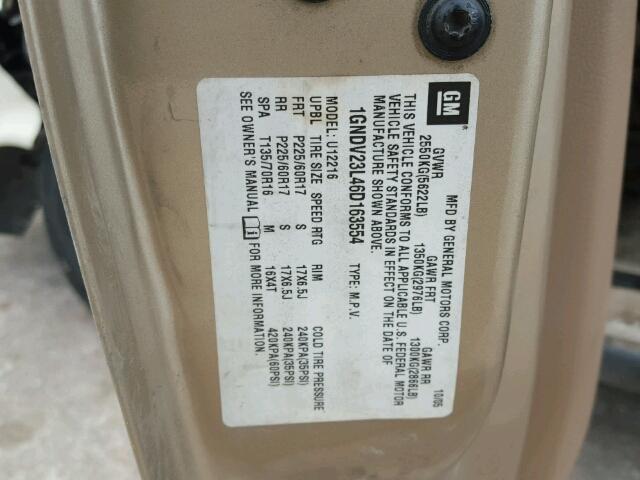 GM
MFD BY GENERAL MOTORS CORP. 10/05
GVWR GAWR FRT GAWR RR
2550KG(5622LB) 1350KG(2976LB) 1300KG(2866LB)
THIS VEHICLE CONFORMS TO ALL APPLICABLE U.S. FEDERAL MOTOR
VEHICLE SAFETY STANDARDS IN EFFECT ON THE DATE OF
MANUFACTURE SHOWN ABOVE.
1GNDV23L46D163554 TYPE: M.P.V.
MODEL: U12216
UPBL TIRE SIZE SPEED RTG RIM COLD TIRE PRESSURE
FRT P225/60R17 S 17X6.5J 240KPA(35PSI)
RR P225/60R17 S 17X6.5J 240KPA(35PSI)
SPA T135/70R16 M 16X4T 420KPA(60PSI)
SEE OWNER'S MANUAL FOR MORE INFORMATION.